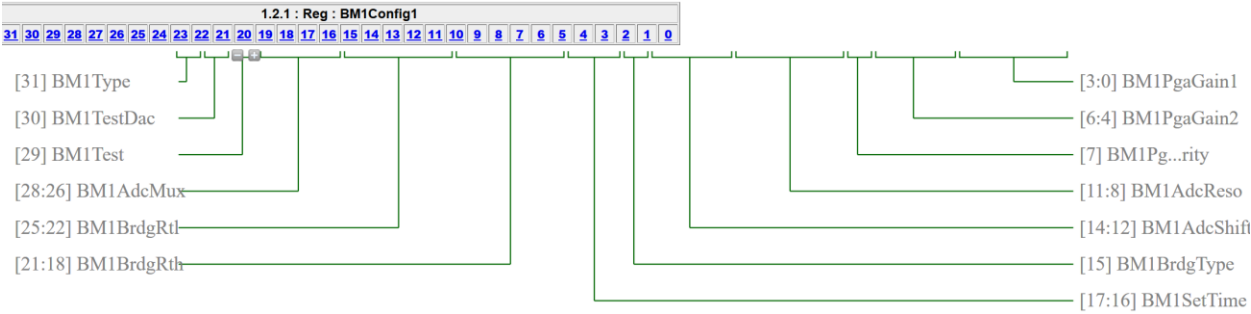 1.2.1 : Reg : BM1Config1
31 30 29 28 27 26 25 24 23 22 21 20 19 18 17 16 15 14 13 12 11 10 9 8 7 6 5 4 3 2 1 0
[31] BM1Type
[3:0] BM1PgaGain1
[30] BM1TestDac
[6:4] BM1PgaGain2
[29] BM1Test
[7] BM1Pg...rity
[28:26] BM1AdcMux
[11:8] BM1AdcReso
[25:22] BM1BrdgRtl
[14:12] BM1AdcShift
[21:18] BM1BrdgRth
[15] BM1BrdgType
[17:16] BM1SetTime